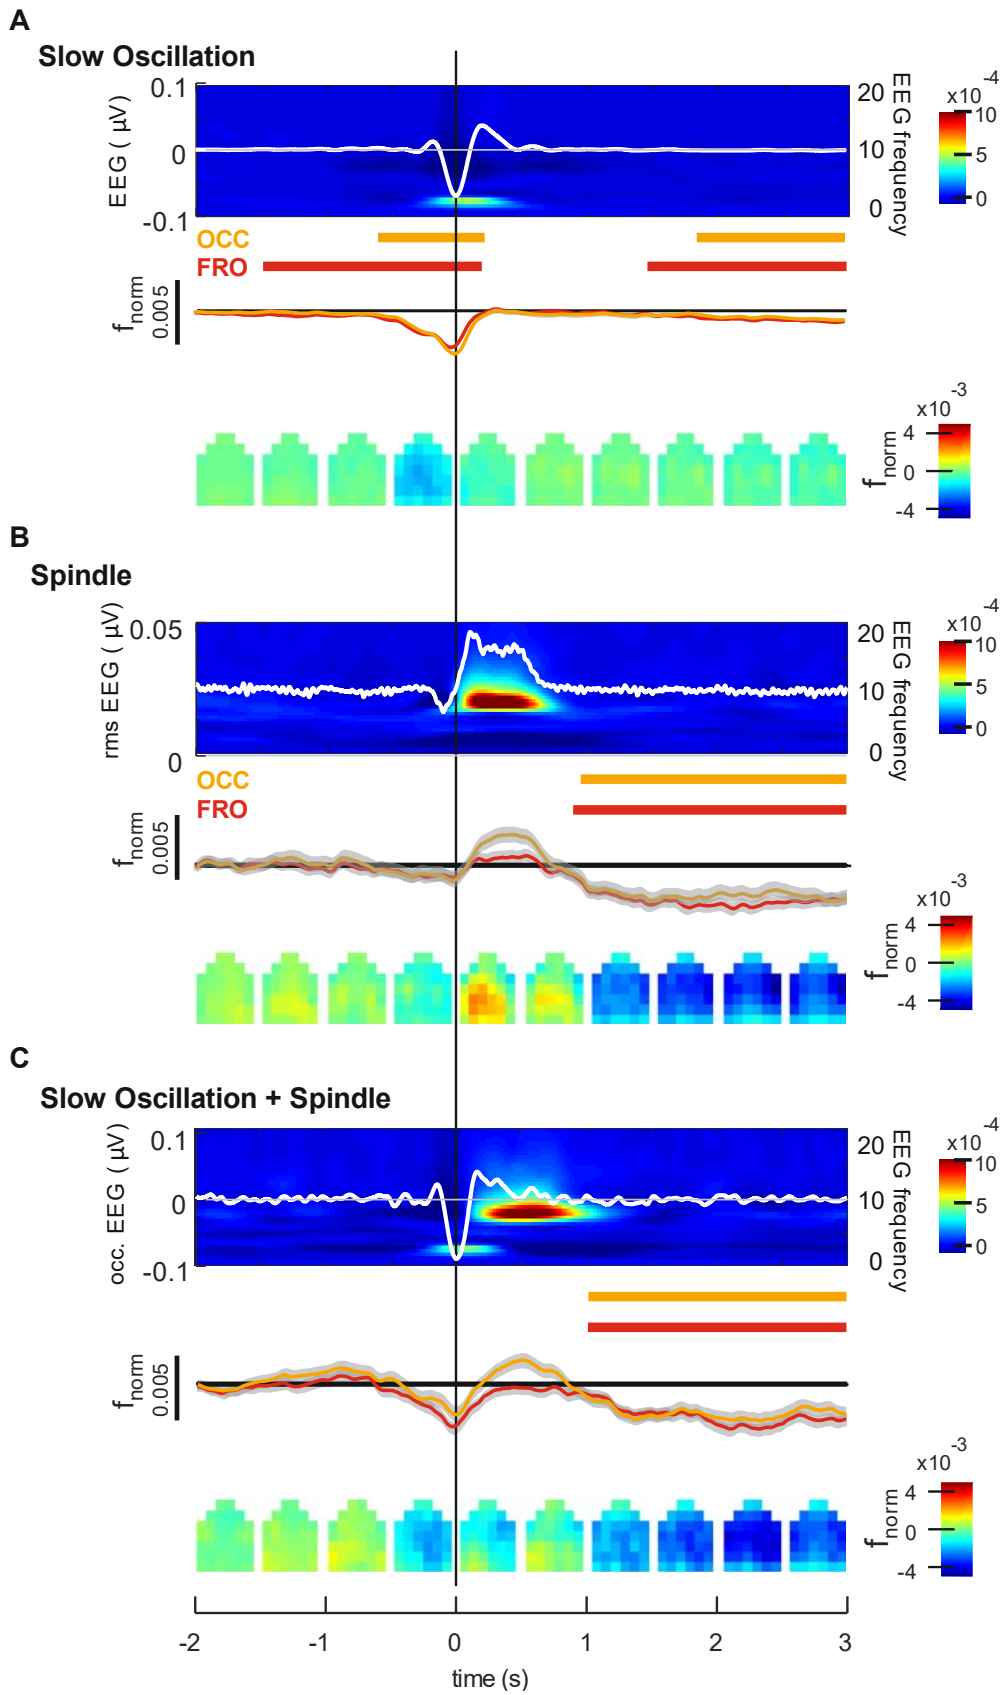 A
Slow Oscillation
0.1
0
-0.1
EEG ( µV)
20
10
0
EEG frequency
x10 -4
10
5
0
OCC
FRO
f norm
0.005
x10 -3
4
0
-4
f norm
B
Spindle
0.05
0
rms EEG ( µV)
20
10
0
EEG frequency
x10 -4
10
5
0
OCC
FRO
f norm
0.005
x10 -3
4
0
-4
f norm
C
Slow Oscillation + Spindle
0.1
0
-0.1
occ. EEG ( µV)
20
10
0
EEG frequency
x10 -4
10
5
0
f norm
0.005
x10 -3
4
0
-4
f norm
-2 -1 0 1 2 3
time (s)